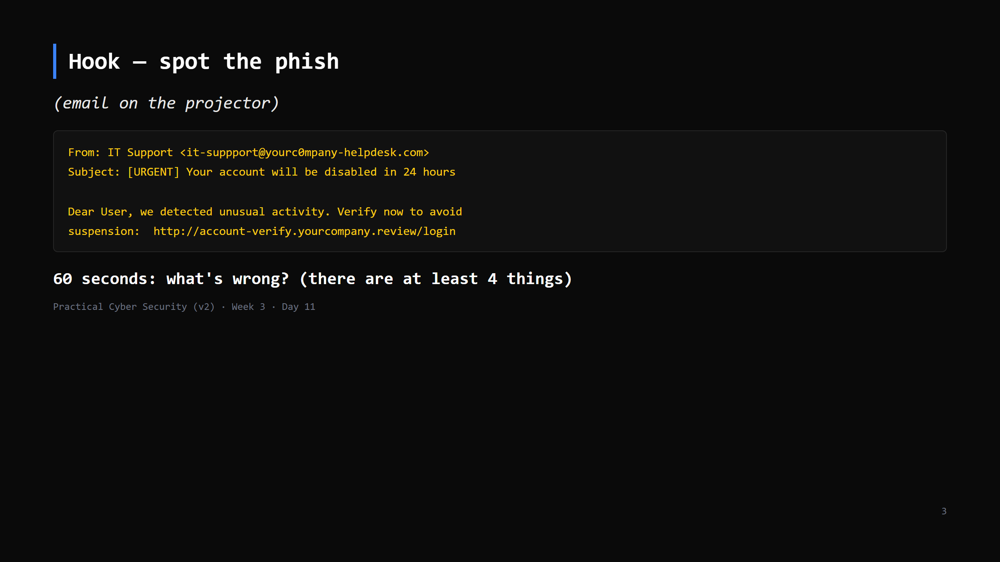 Hook — spot the phish
(email on the projector)
From: IT Support <it-suppport@yourc0mpany-helpdesk.com>
Subject: [URGENT] Your account will be disabled in 24 hours
Dear User, we detected unusual activity. Verify now to avoid
suspension:  http://account-verify.yourcompany.review/login
60 seconds: what's wrong? (there are at least 4 things)
Practical Cyber Security (v2) · Week 3 · Day 11
3